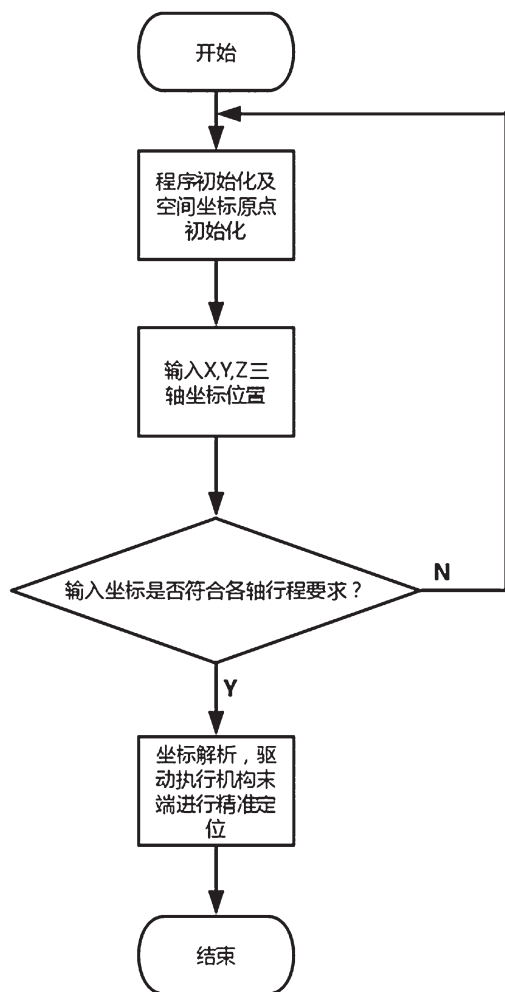 开始
程序初始化及
空间坐标原点
初始化
输入X,Y,Z三
轴坐标位置
输入坐标是否符合各轴行程要求？
N
Y
坐标解析，驱
动执行机构末
端进行精准定
位
结束